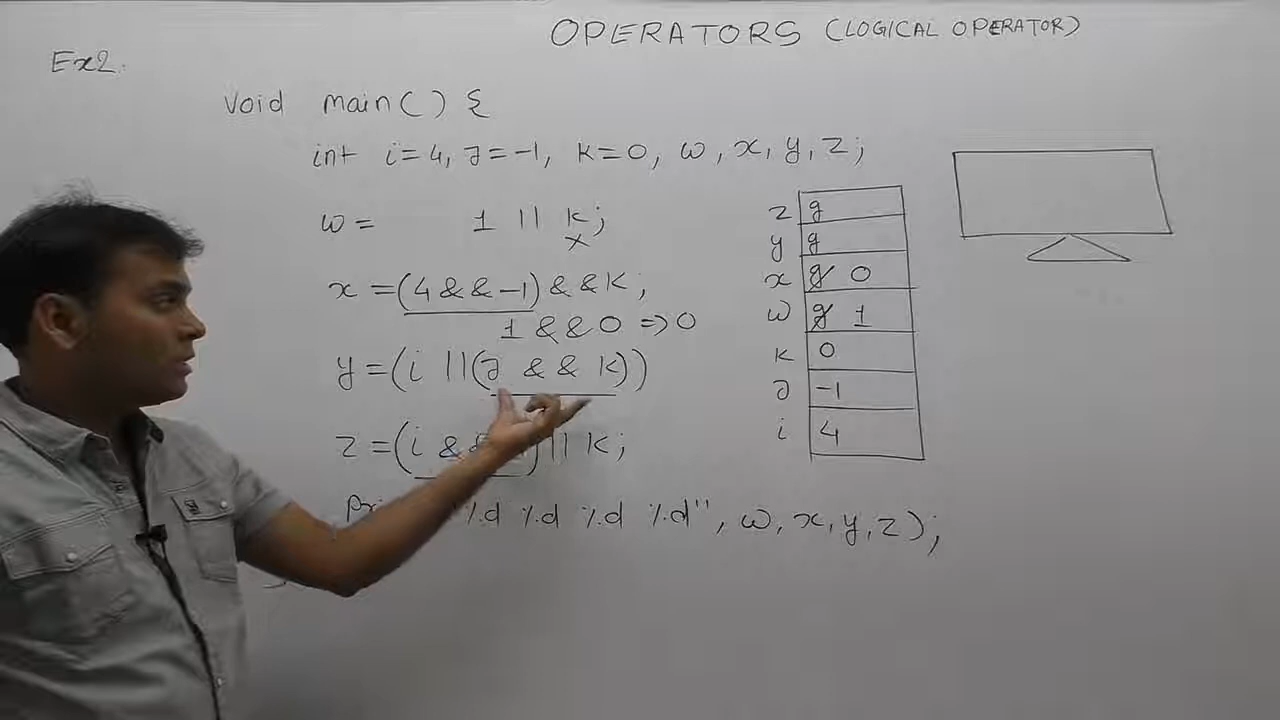 OPERATORS (LOGICAL OPERATOR)
Ex2.
void main() {
int i=4, J=-1, k=0, w, x, y, z;
w= 1 || k;
x
x =(4 && -1) && k;
1 && 0 => 0
y =(i ||(J && k))
z =(i && ) || k;
"%d %d %d %d", w, x, y, z);
z g
y g
x g 0
w g 1
k 0
J -1
i 4